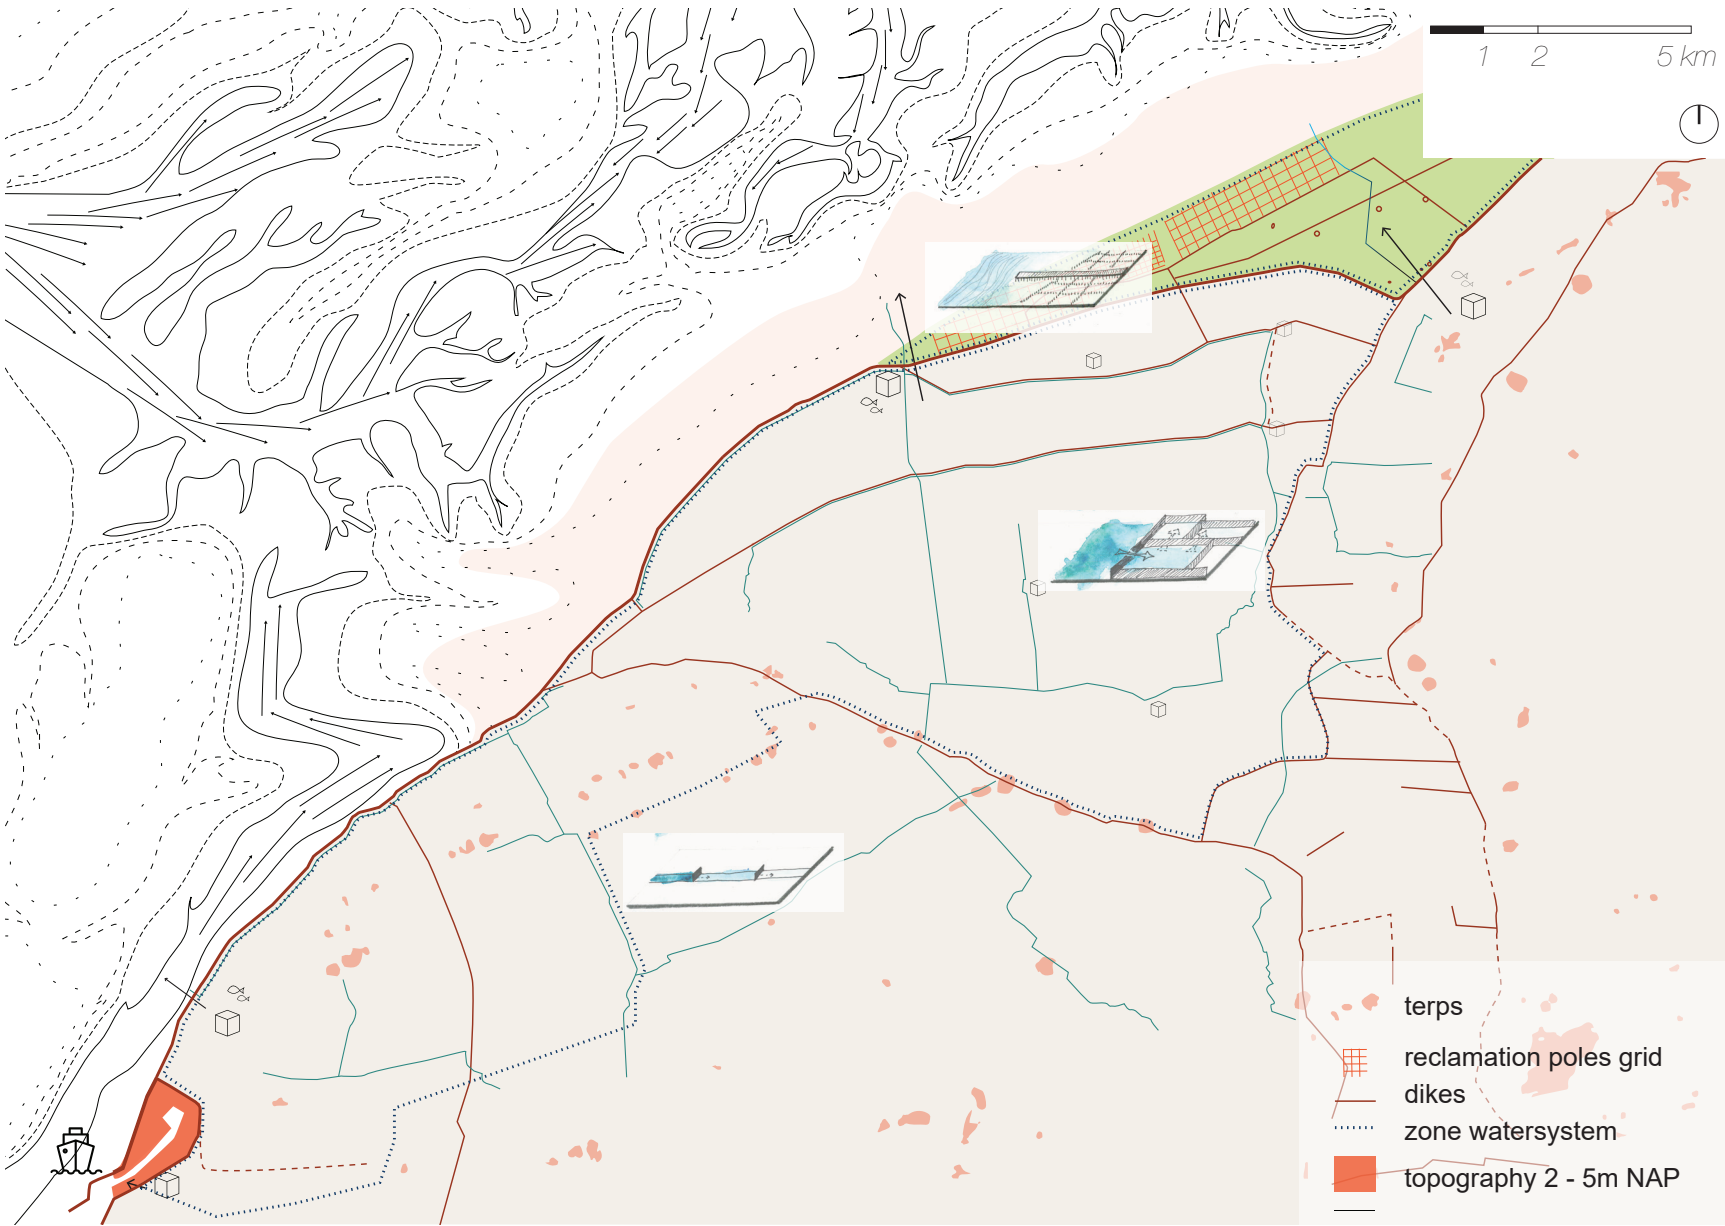 1 2 5 km
terps
reclamation poles grid
dikes
zone watersystem
topography 2 - 5m NAP